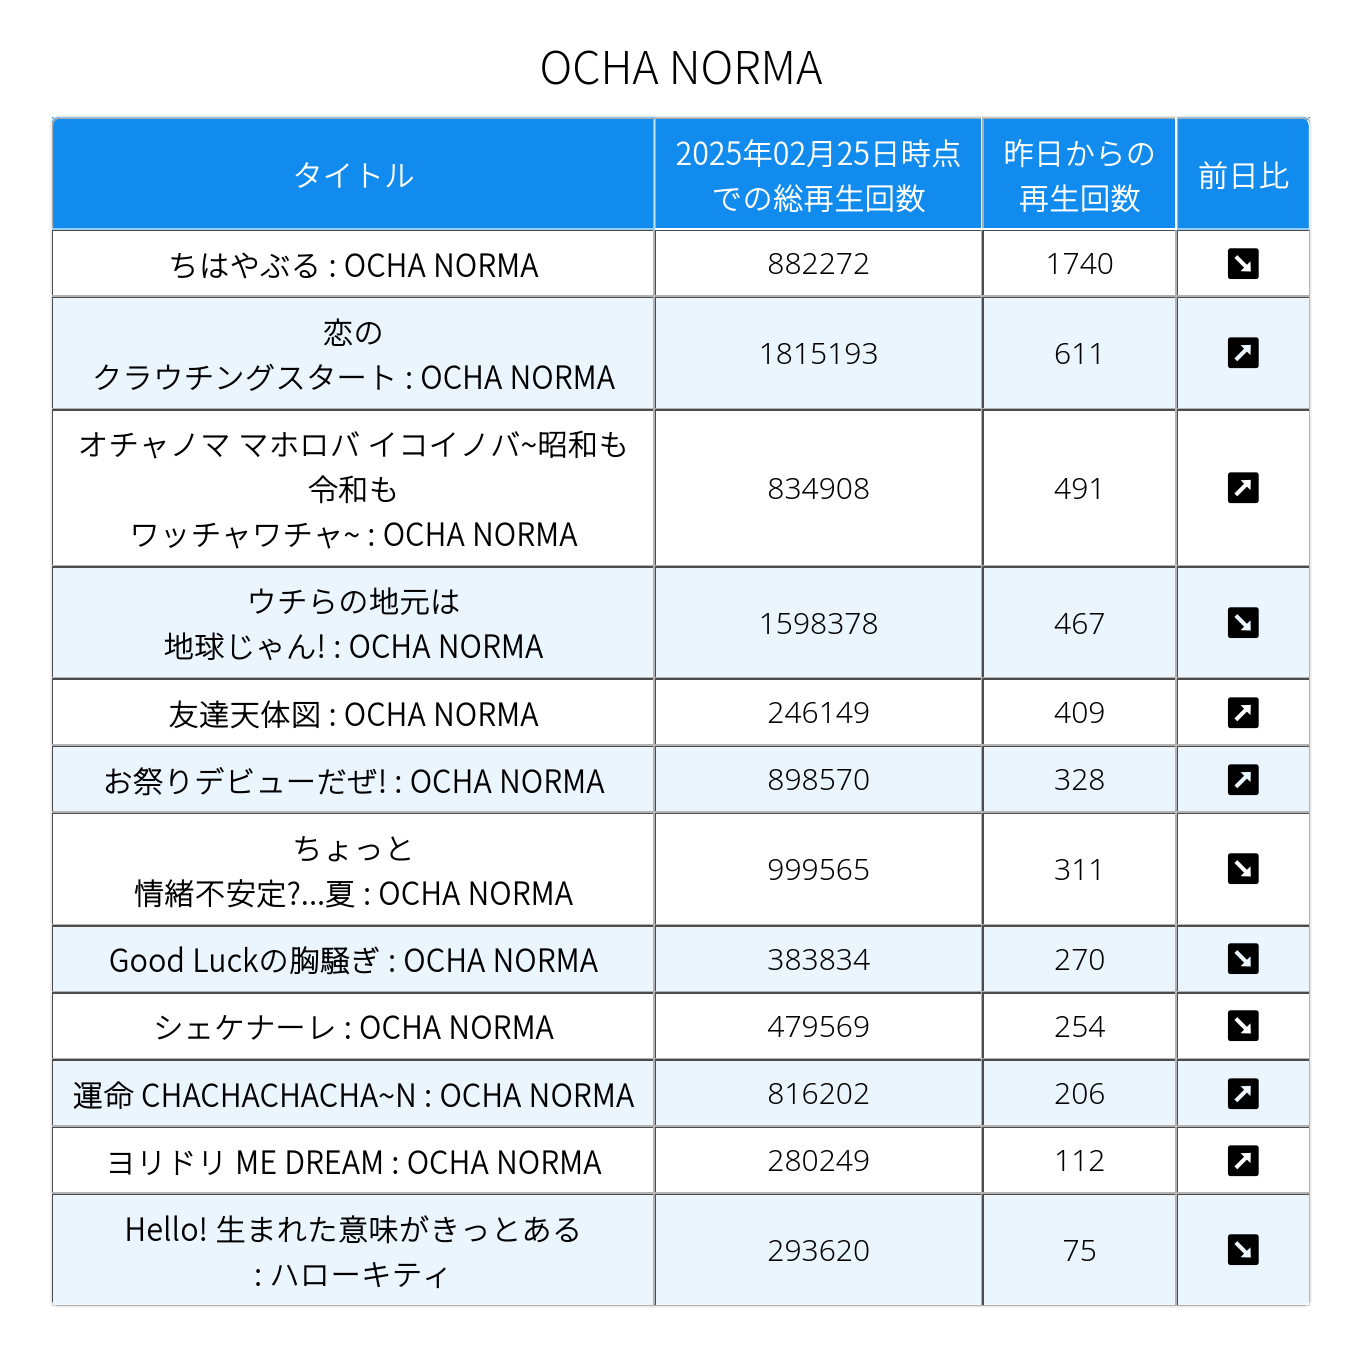 OCHA NORMA
タイトル
2025年02月25日時点
での総再生回数
昨日からの
再生回数
前日比
ちはやぶる : OCHA NORMA
882272
1740
恋の
クラウチングスタート : OCHA NORMA
1815193
611
オチャノマ マホロバ イコイノバ~昭和も
令和も
ワッチャワチャ~ : OCHA NORMA
834908
491
ウチらの地元は
地球じゃん! : OCHA NORMA
1598378
467
友達天体図 : OCHA NORMA
246149
409
お祭りデビューだぜ! : OCHA NORMA
898570
328
ちょっと
情緒不安定?...夏 : OCHA NORMA
999565
311
Good Luckの胸騒ぎ : OCHA NORMA
383834
270
シェケナーレ : OCHA NORMA
479569
254
運命 CHACHACHACHA~N : OCHA NORMA
816202
206
ヨリドリ ME DREAM : OCHA NORMA
280249
112
Hello! 生まれた意味がきっとある
: ハローキティ
293620
75